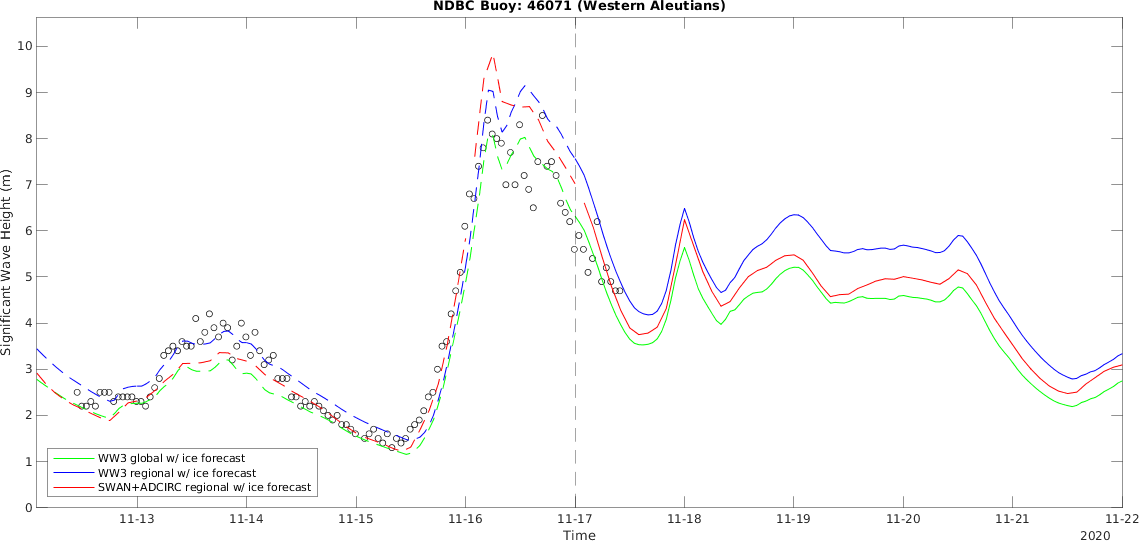 NDBC Buoy: 46071 (Western Aleutians)
Significant Wave Height (m)
10
9
8
7
6
5
4
3
2
1
0
WW3 global w/ ice forecast
WW3 regional w/ ice forecast
SWAN+ADCIRC regional w/ ice forecast
11-13 11-14 11-15 11-16 11-17 11-18 11-19 11-20 11-21 11-22
Time 2020